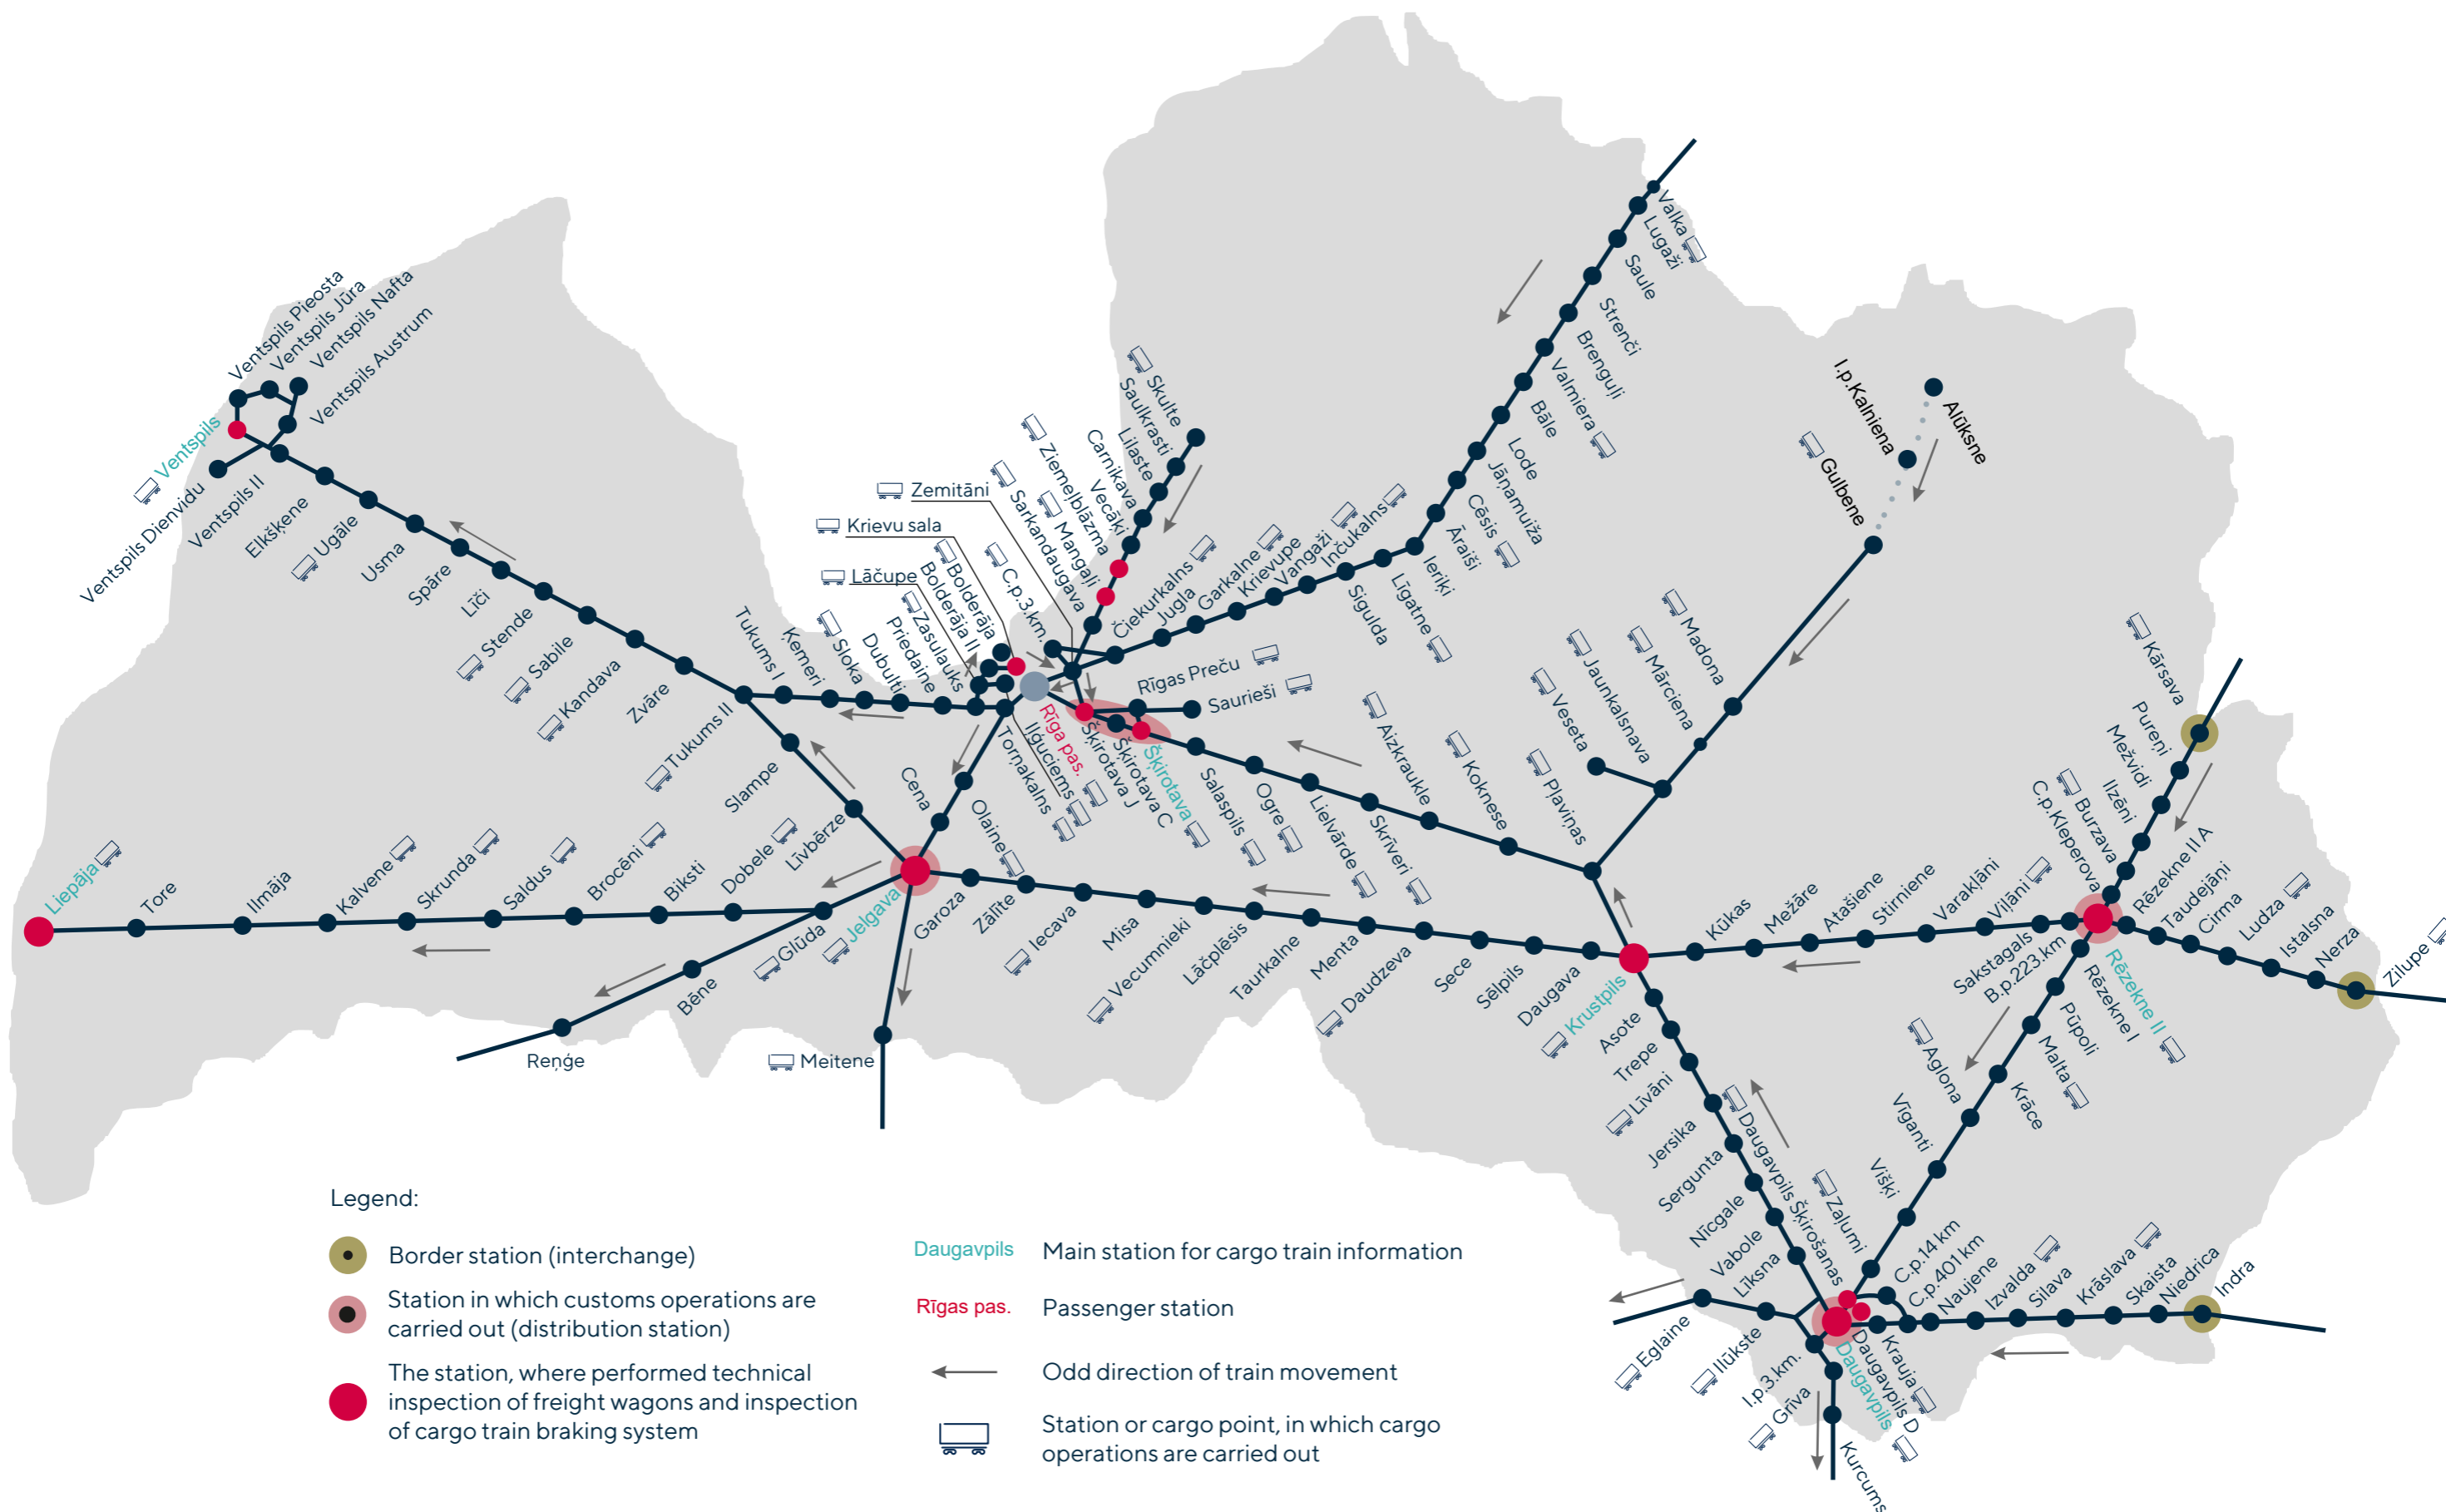 Ventspils Pieosta
Ventspils Jūra
Ventspils Nafta
Ventspils Austrum
Ventspils
Ventspils Dienvidu
Ventspils II
Elkšķene
Ugāle
Usma
Spāre
Līči
Stende
Sabile
Kandava
Zvāre
Tukums II
Tukums I
Ķemeri
Sloka
Dubulti
Priedaine
Zasulauks
Bolderāja II
Bolderāja
Lāčupe
Krievu sala
Zemitāni
C.p.3.km.
Sarkandaugava
Mangaļi
Ziemeļblāzma
Vecāki
Carnikava
Lilaste
Saulkrasti
Skulte
Čiekurkalns
Jugla
Garkalne
Krievupe
Vangaži
Inčukalns
Sigulda
Līgatne
Ieriķi
Āraiši
Cēsis
Jāņamuiža
Lode
Bāle
Valmiera
Brenguļi
Strenči
Saule
Lugaži
Valka
I.p.Kalniena
Alūksne
Gulbene
Madona
Mārciena
Jaunkalsnava
Veseta
Pļaviņas
Koknese
Aizkraukle
Skrīveri
Lielvārde
Ogre
Salaspils
Rīgas Preču
Saurieši
Šķirotava
Šķirotava C
Šķirotava J
Rīga pas.
Iļģuciems
Torņakalns
Cena
Olaine
Slampe
Līvbērze
Jelgava
Glūda
Dobele
Biksti
Brocēni
Saldus
Skrunda
Kalvene
Ilmāja
Tore
Liepāja
Bēne
Reņģe
Meitene
Garoza
Zālīte
Iecava
Misa
Vecumnieki
Lāčplēsis
Taurkalne
Menta
Daudzeva
Sece
Sēlpils
Daugava
Krustpils
Kūkas
Mežāre
Atašiene
Stirniene
Varakļāni
Viļāni
Sakstagals
B.p.223.km
Rēzekne I
Rēzekne II
Kārsava
Pureņi
Mežvidi
Ilzēni
Burzava
C.p.Kleperova
Rēzekne II A
Taudejāņi
Cirma
Ludza
Istalsna
Nerza
Zilupe
Pūpoli
Malta
Krāce
Aglona
Vīganti
Višķi
Zaļumi
Asote
Trepe
Līvāni
Jersika
Sergunta
Nīcgale
Vabole
Līksna
Daugavpils Šķirošanas
C.p.14 km
C.p.401 km
Naujene
Izvalda
Silava
Krāslava
Skaista
Niedrica
Indra
Krauja
Daugavpils D
Daugavpils
Eglaine
Ilūkste
I.p.3.km.
Grīva
Kurcums
Legend:
Border station (interchange)
Station in which customs operations are
carried out (distribution station)
The station, where performed technical
inspection of freight wagons and inspection
of cargo train braking system
Daugavpils Main station for cargo train information
Rīgas pas. Passenger station
Odd direction of train movement
Station or cargo point, in which cargo
operations are carried out